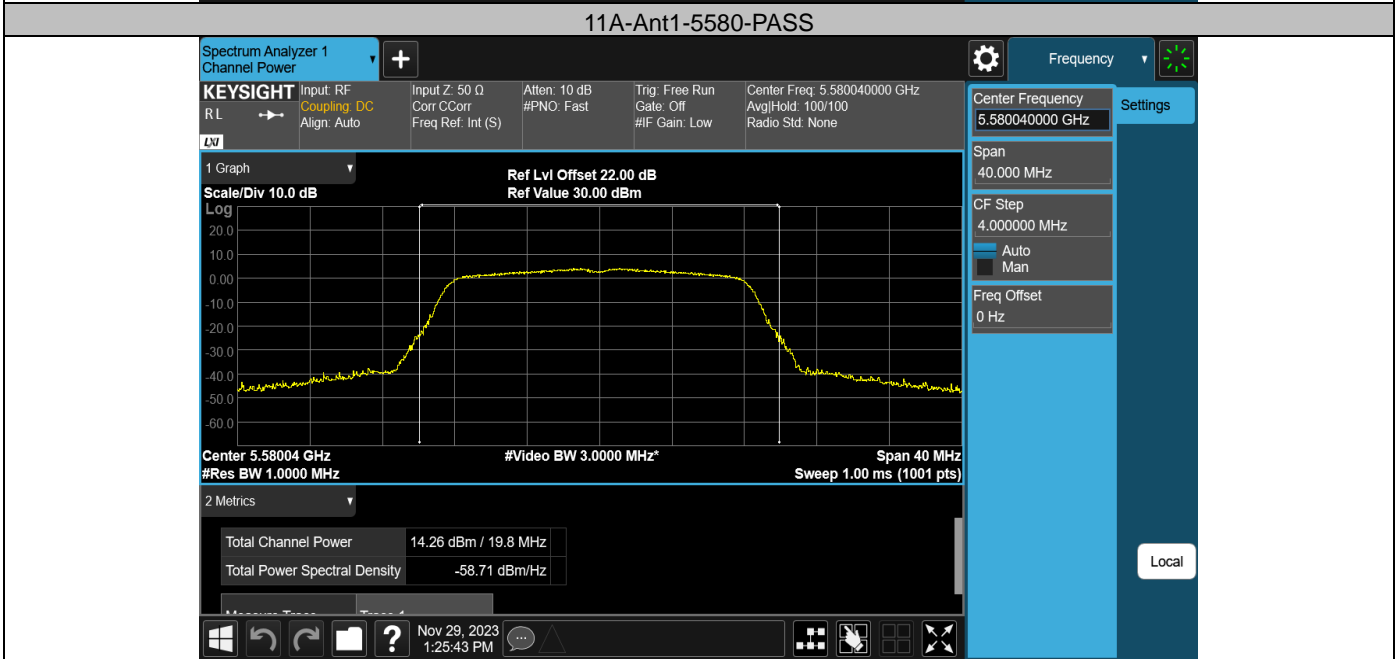 11A-Ant1-5580-PASS
Spectrum Analyzer 1
Channel Power
Frequency
KEYSIGHT
RL
LXI
Input: RF
Coupling: DC
Align: Auto
Input Z: 50 Ω
Corr CCorr
Freq Ref: Int (S)
Atten: 10 dB
#PNO: Fast
Trig: Free Run
Gate: Off
#IF Gain: Low
Center Freq: 5.580040000 GHz
Avg|Hold: 100/100
Radio Std: None
Center Frequency
5.580040000 GHz
Settings
Span
40.000 MHz
CF Step
4.000000 MHz
Auto
Man
Freq Offset
0 Hz
Local
1 Graph
Scale/Div 10.0 dB
Ref Lvl Offset 22.00 dB
Ref Value 30.00 dBm
Log
20.0
10.0
0.00
-10.0
-20.0
-30.0
-40.0
-50.0
-60.0
Center 5.58004 GHz
#Video BW 3.0000 MHz*
Span 40 MHz
#Res BW 1.0000 MHz
Sweep 1.00 ms (1001 pts)
2 Metrics
Total Channel Power 14.26 dBm / 19.8 MHz
Total Power Spectral Density -58.71 dBm/Hz
Nov 29, 2023
1:25:43 PM